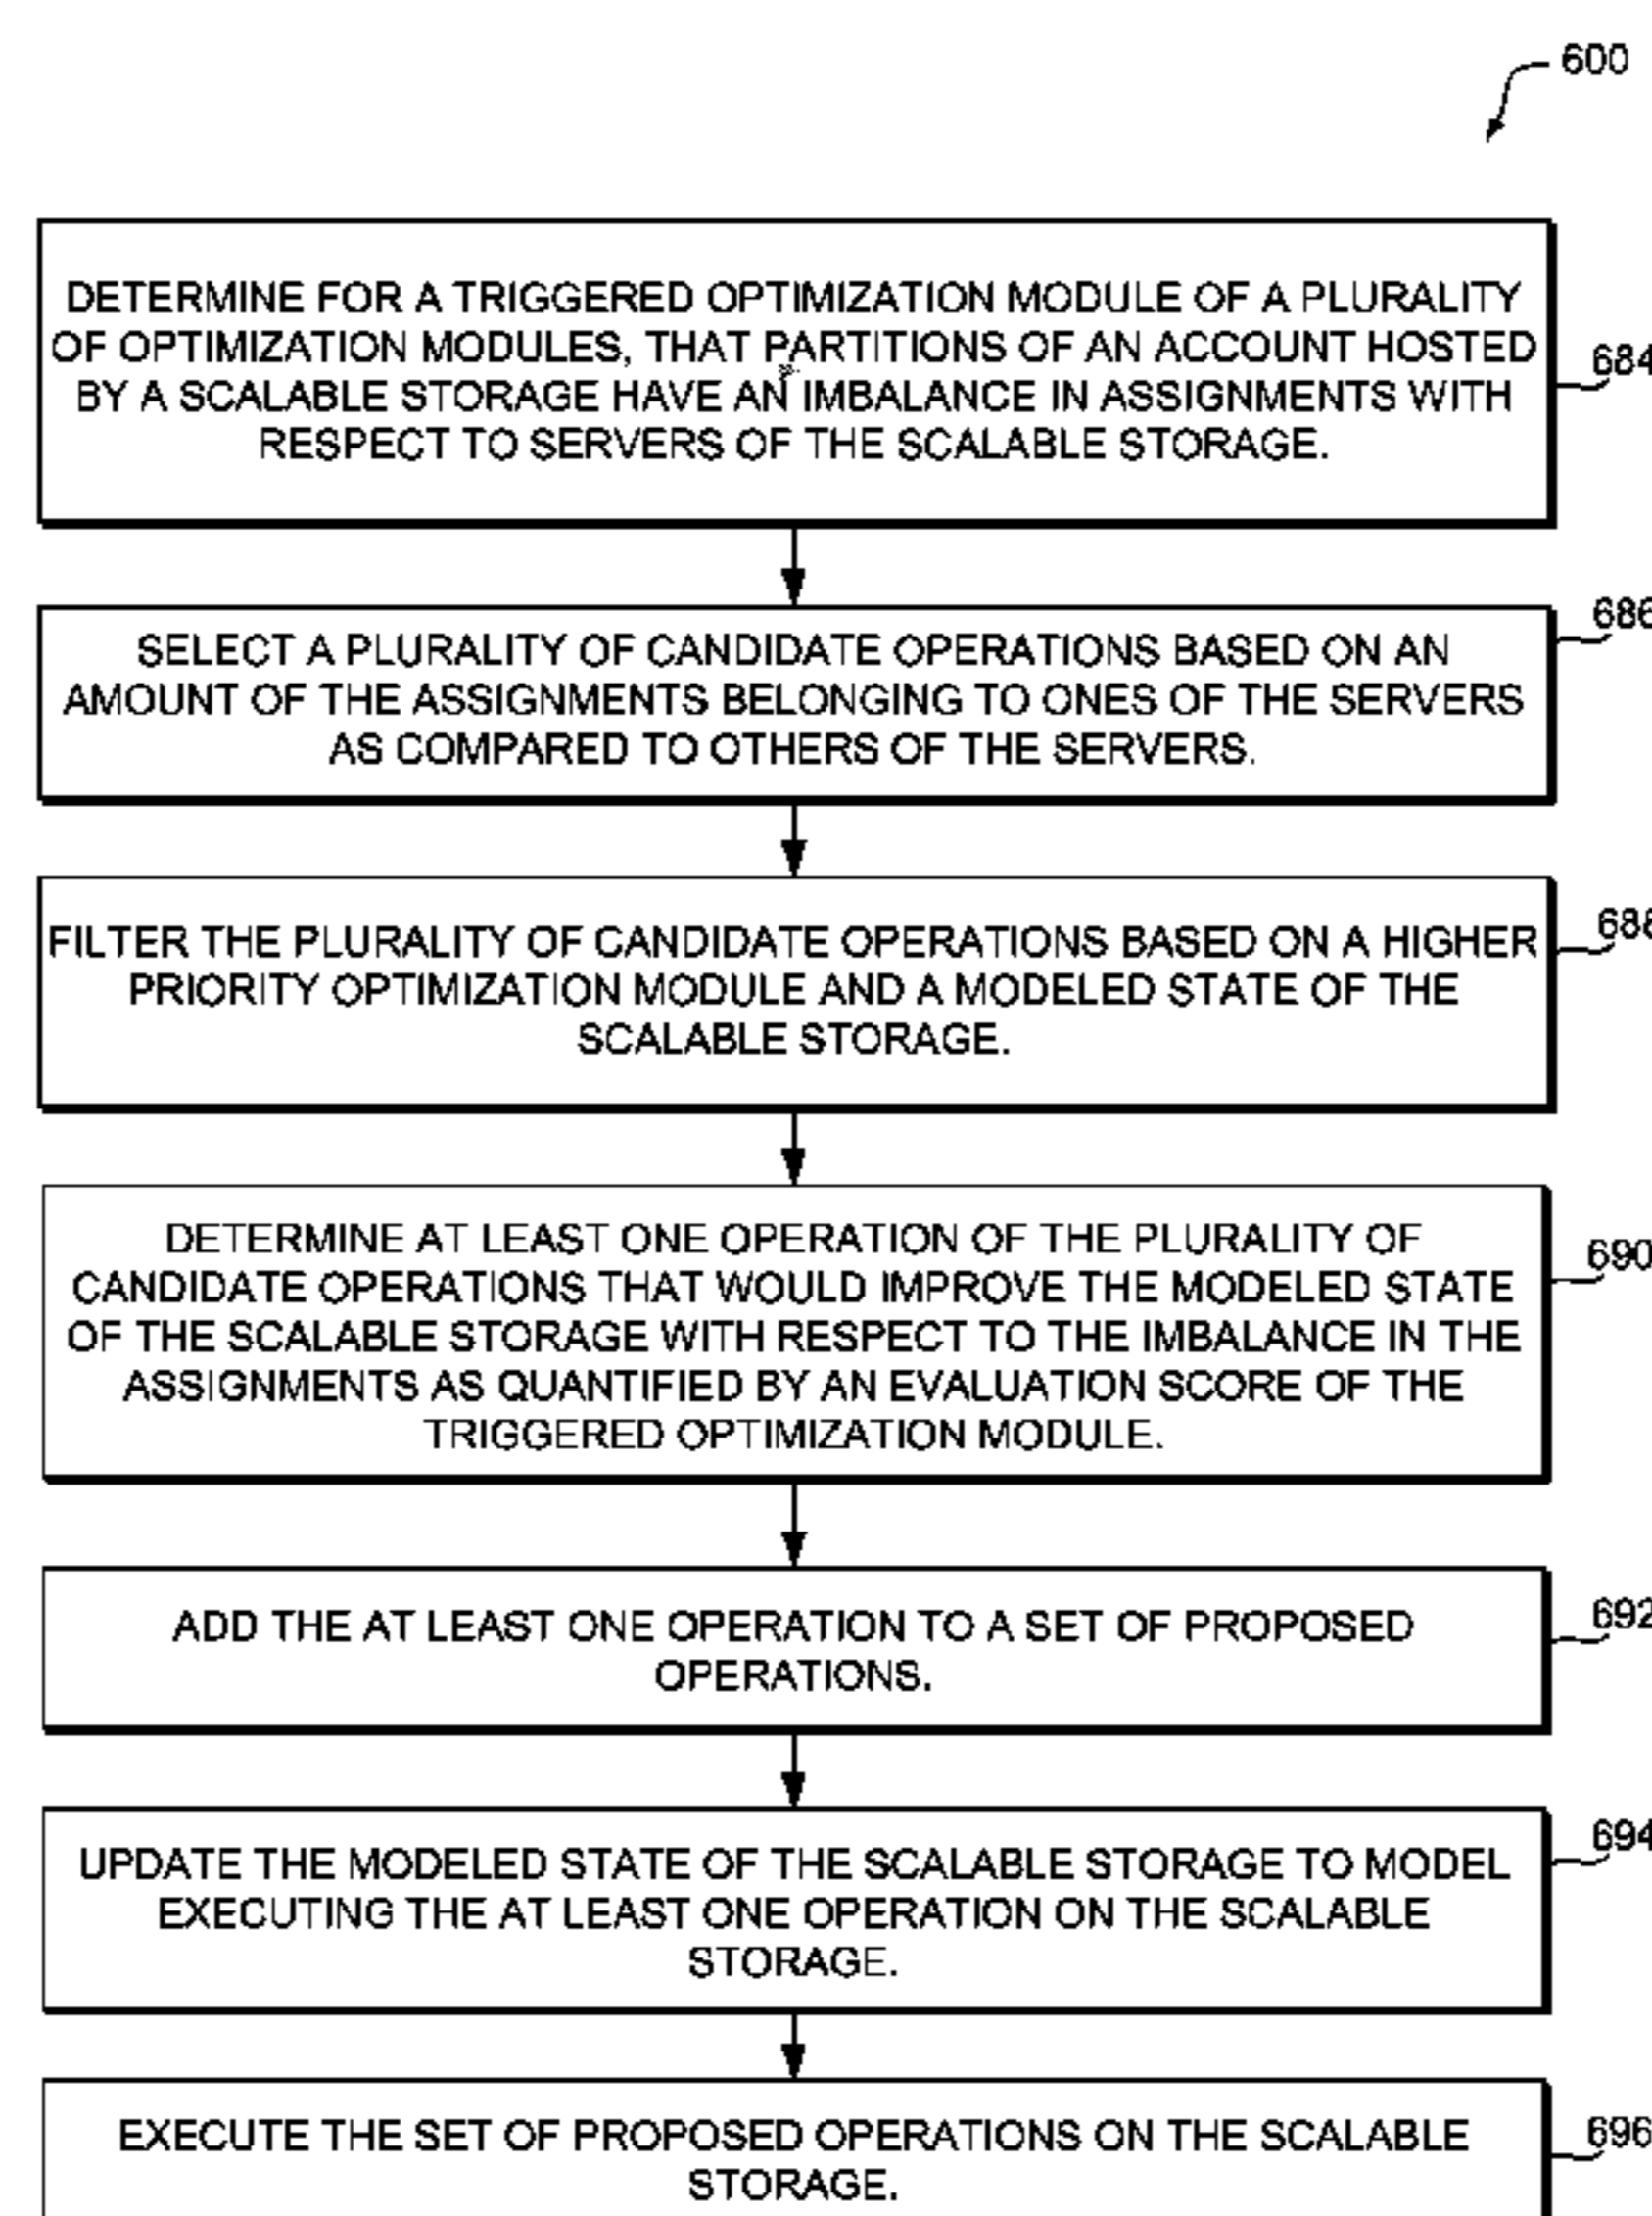 600
DETERMINE FOR A TRIGGERED OPTIMIZATION MODULE OF A PLURALITY
OF OPTIMIZATION MODULES, THAT PARTITIONS OF AN ACCOUNT HOSTED
BY A SCALABLE STORAGE HAVE AN IMBALANCE IN ASSIGNMENTS WITH
RESPECT TO SERVERS OF THE SCALABLE STORAGE.
684
SELECT A PLURALITY OF CANDIDATE OPERATIONS BASED ON AN
AMOUNT OF THE ASSIGNMENTS BELONGING TO ONES OF THE SERVERS
AS COMPARED TO OTHERS OF THE SERVERS.
686
FILTER THE PLURALITY OF CANDIDATE OPERATIONS BASED ON A HIGHER
PRIORITY OPTIMIZATION MODULE AND A MODELED STATE OF THE
SCALABLE STORAGE.
688
DETERMINE AT LEAST ONE OPERATION OF THE PLURALITY OF
CANDIDATE OPERATIONS THAT WOULD IMPROVE THE MODELED STATE
OF THE SCALABLE STORAGE WITH RESPECT TO THE IMBALANCE IN THE
ASSIGNMENTS AS QUANTIFIED BY AN EVALUATION SCORE OF THE
TRIGGERED OPTIMIZATION MODULE.
690
ADD THE AT LEAST ONE OPERATION TO A SET OF PROPOSED
OPERATIONS.
692
UPDATE THE MODELED STATE OF THE SCALABLE STORAGE TO MODEL
EXECUTING THE AT LEAST ONE OPERATION ON THE SCALABLE
STORAGE.
694
EXECUTE THE SET OF PROPOSED OPERATIONS ON THE SCALABLE
STORAGE.
696